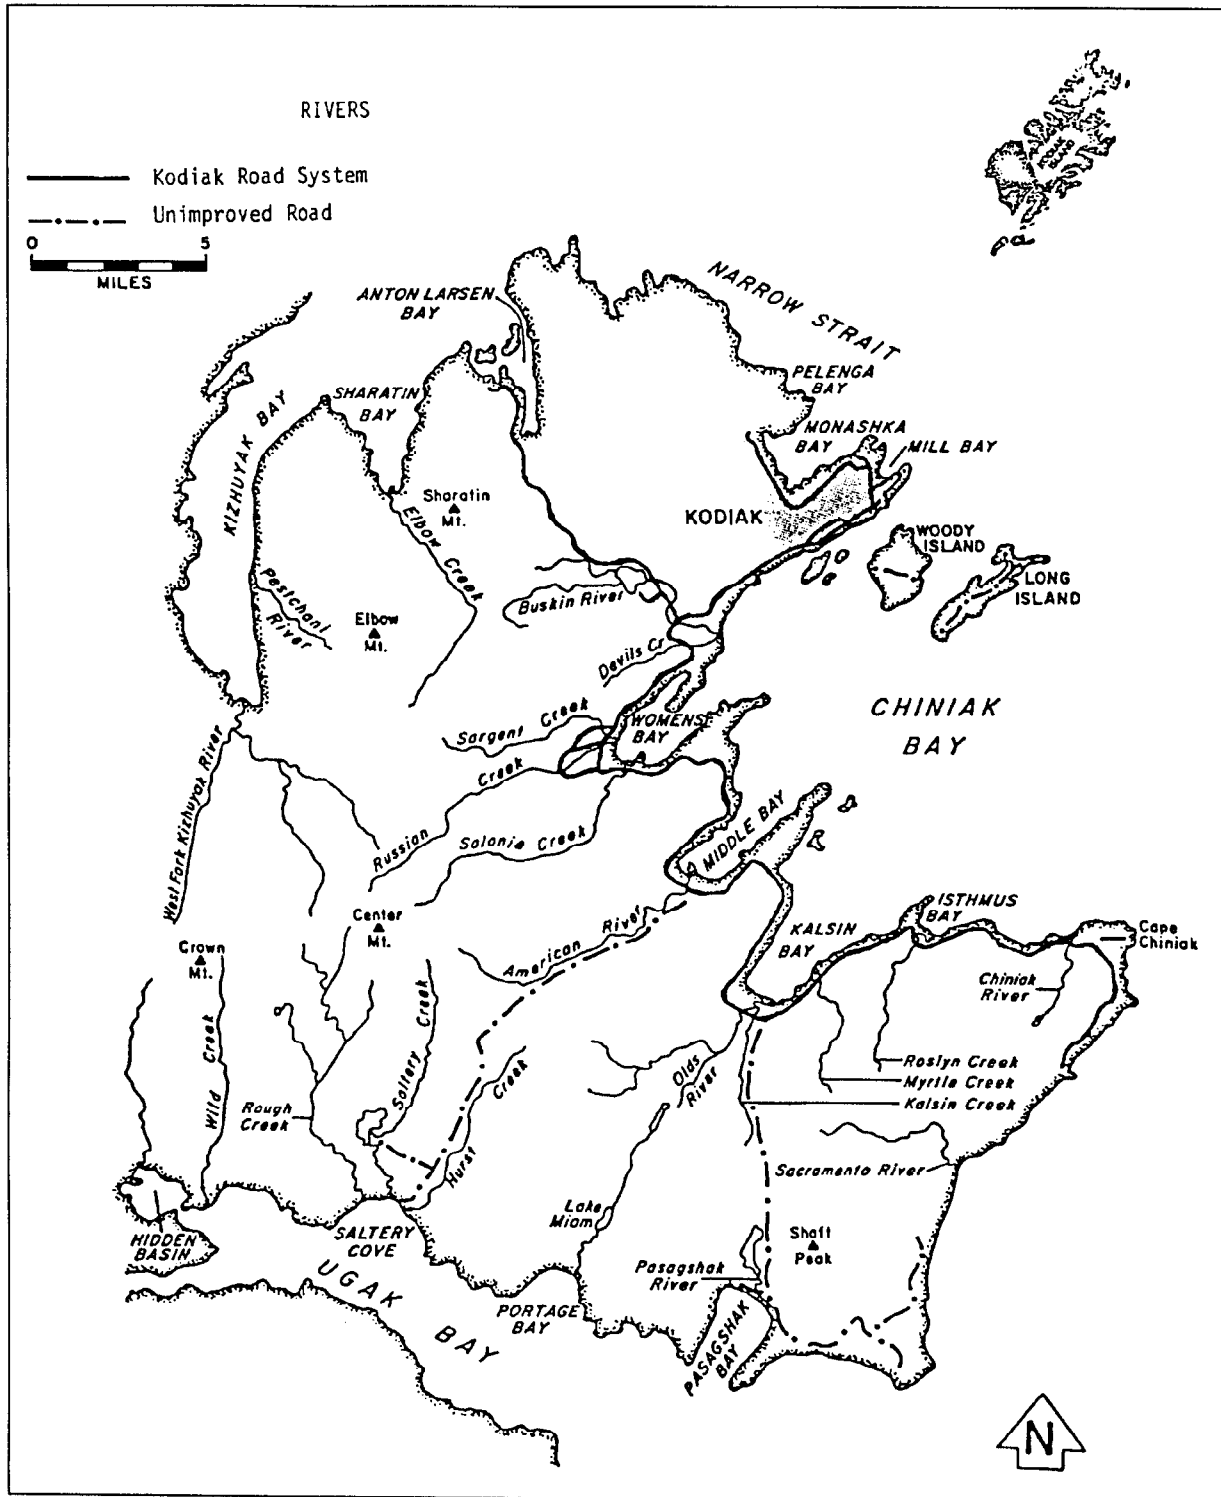 RIVERS
Kodiak Road System
Unimproved Road
0 5
MILES
KODIAK
ISLAND
NARROW STRAIT
ANTON LARSEN
BAY
PELENGA
BAY
SHARATIN
BAY
KIZHUYAK BAY
MONASHKA
BAY
MILL BAY
Sharatin
Mt.
KODIAK
Elbow Creek
WOODY
ISLAND
LONG
ISLAND
Pestchani
River
Buskin River
Elbow
Mt.
Devils Cr
CHINIAK
BAY
Sargent Creek
WOMENS
BAY
West Fork Kizhuyak River
Russian Creek
Salonie Creek
MIDDLE BAY
Center
Mt.
American River
KALSIN
BAY
ISTHMUS
BAY
Cape
Chiniak
Crown
Mt.
Chiniak
River
Wild Creek
Saltery Creek
Hurst Creek
Olds
River
Roslyn Creek
Myrtle Creek
Kalsin Creek
Rough
Creek
Sacramento River
Lake
Miam
HIDDEN
BASIN
SALTERY
COVE
Shaft
Peak
Pasagshak
River
UGAK BAY
PORTAGE
BAY
PASAGSHAK
BAY
N